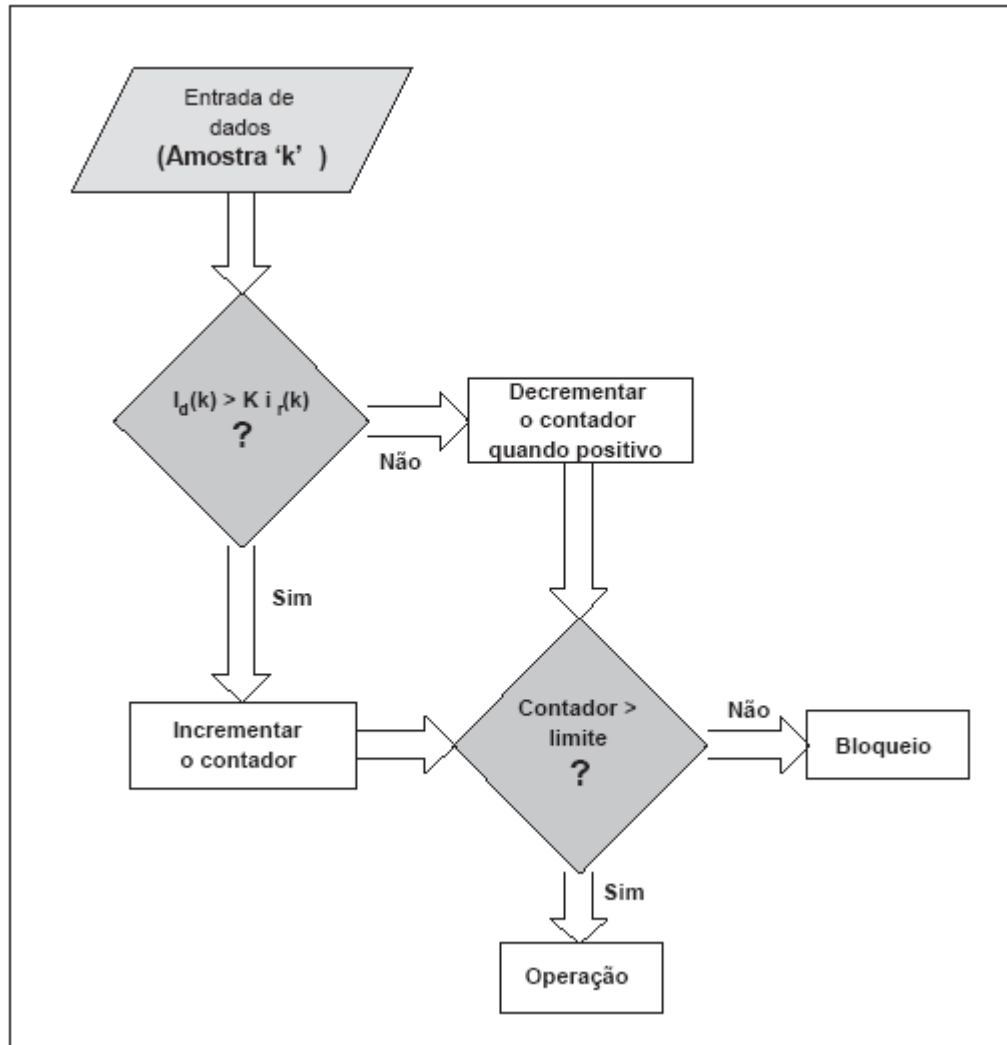 Entrada de
dados
(Amostra ‘k’ )
I_d(k) > K i_r(k)
?
Não
Decrementar
o contador
quando positivo
Sim
Incrementar
o contador
Contador >
limite
?
Não
Bloqueio
Sim
Operação